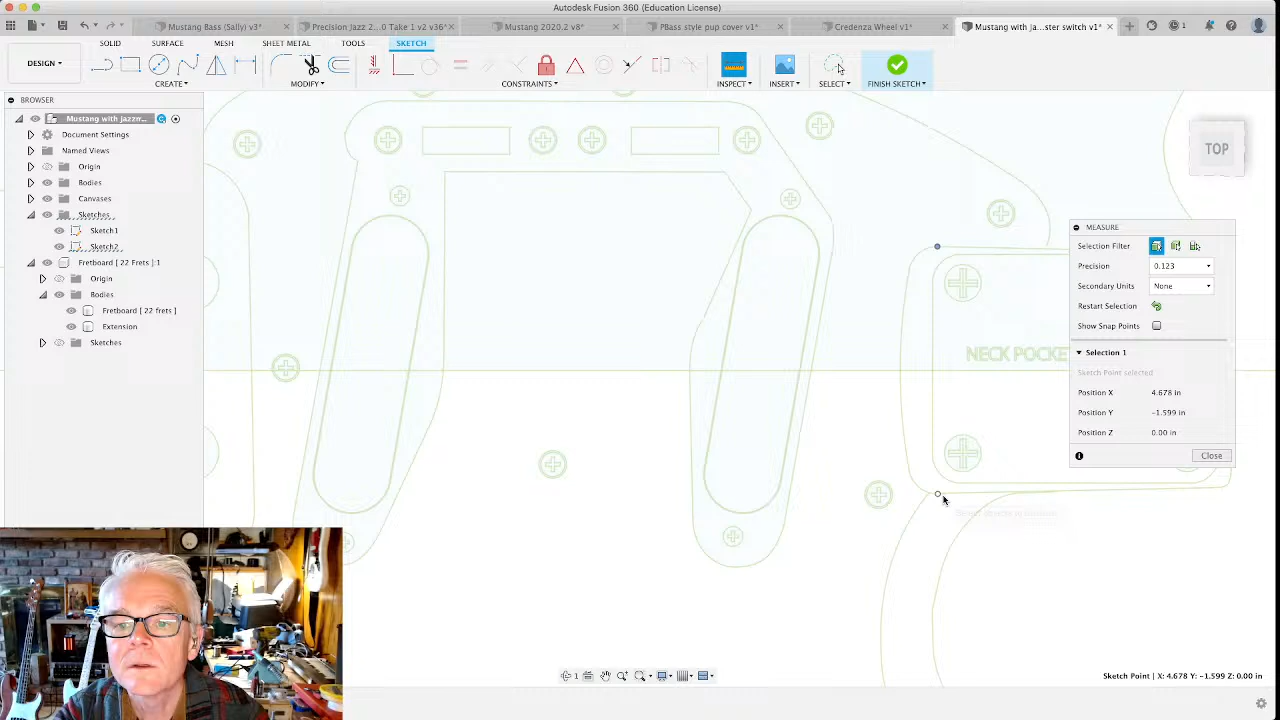 Autodesk Fusion 360 (Education License)
Mustang Bass (Sally) v3*
Precision Jazz 2...0 Take 1 v2 v36*
Mustang 2020.2 v8*
PBass style pup cover v1*
Credenza Wheel v1*
Mustang with Ja...ster switch v1*
1
SOLID
SURFACE
MESH
SHEET METAL
TOOLS
SKETCH
DESIGN
CREATE
MODIFY
CONSTRAINTS
INSPECT
INSERT
SELECT
FINISH SKETCH
BROWSER
Mustang with jazzm...
Document Settings
Named Views
Origin
Bodies
Canvases
Sketches
Sketch1
Sketch2
Fretboard [ 22 Frets ]:1
Origin
Bodies
Fretboard [ 22 frets ]
Extension
Sketches
TOP
NECK POCKE
MEASURE
Selection Filter
Precision
0.123
Secondary Units
None
Restart Selection
Show Snap Points
Selection 1
Sketch Point selected
Position X
4.678 in
Position Y
-1.599 in
Position Z
0.00 in
Close
1
Sketch Point | X: 4.678 Y: -1.599 Z: 0.00 in